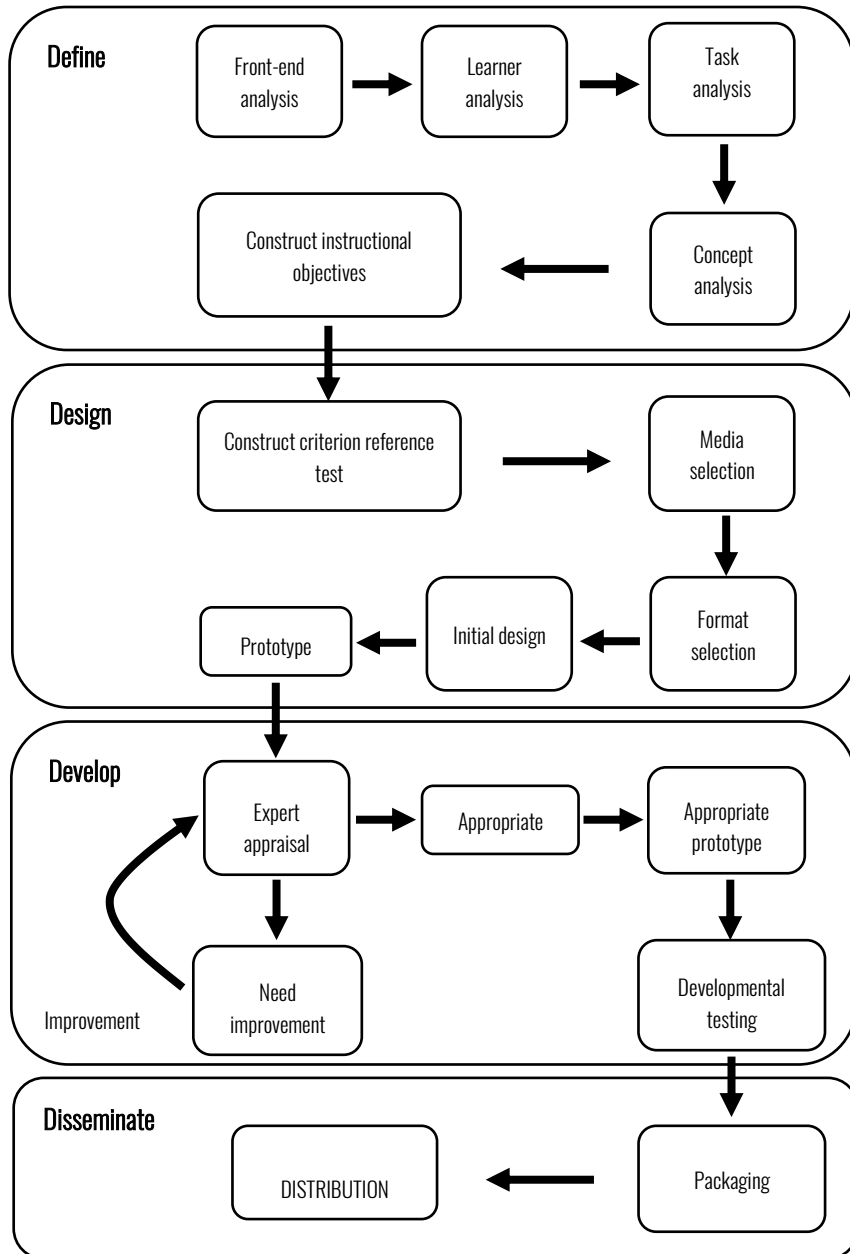 Define
Front-end
analysis
Learner
analysis
Task
analysis
Construct instructional
objectives
Concept
analysis
Design
Construct criterion reference
test
Media
selection
Prototype
Initial design
Format
selection
Develop
Expert
appraisal
Appropriate
Appropriate
prototype
Improvement
Need
improvement
Developmental
testing
Disseminate
DISTRIBUTION
Packaging